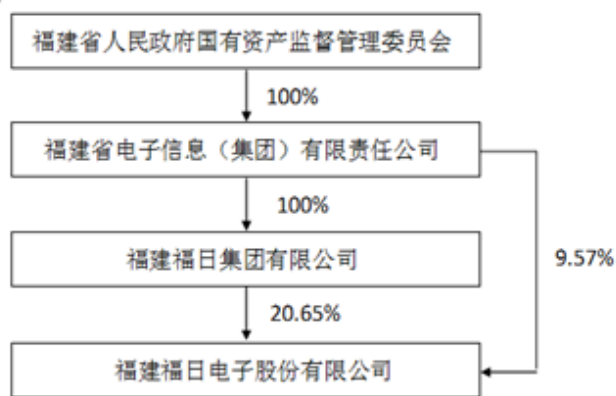 福建省人民政府国有资产监督管理委员会
100%
福建省电子信息（集团）有限责任公司
100%
福建福日集团有限公司
9.57%
20.65%
福建福日电子股份有限公司